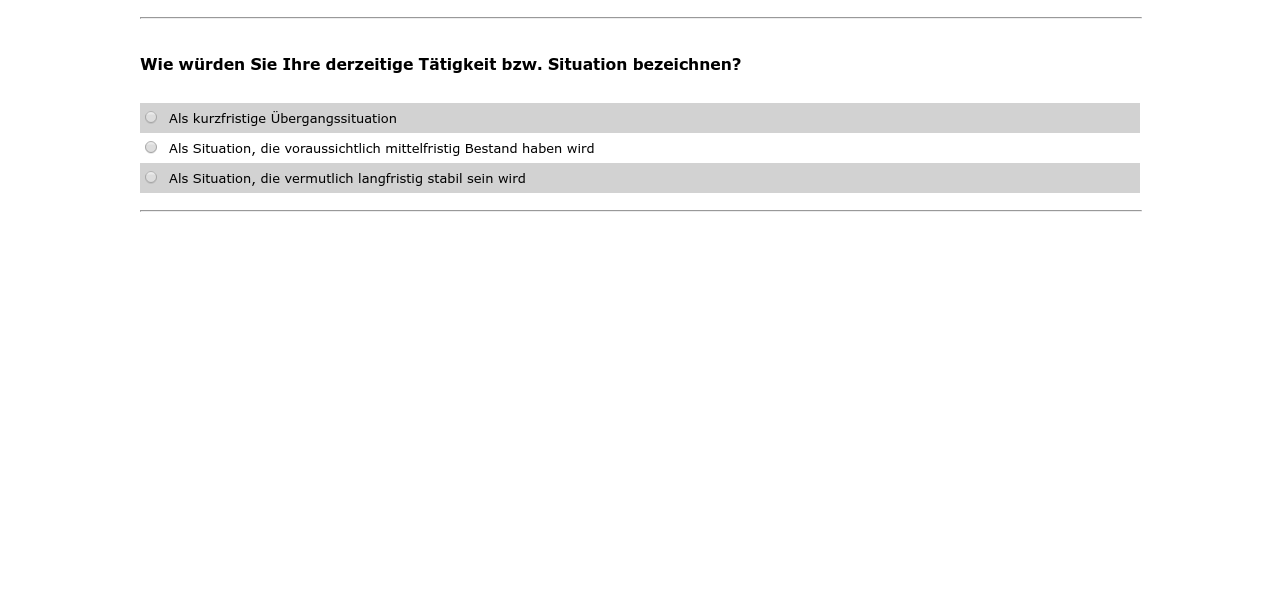 Wie würden Sie Ihre derzeitige Tätigkeit bzw. Situation bezeichnen?
Als kurzfristige Übergangssituation
Als Situation, die voraussichtlich mittelfristig Bestand haben wird
Als Situation, die vermutlich langfristig stabil sein wird